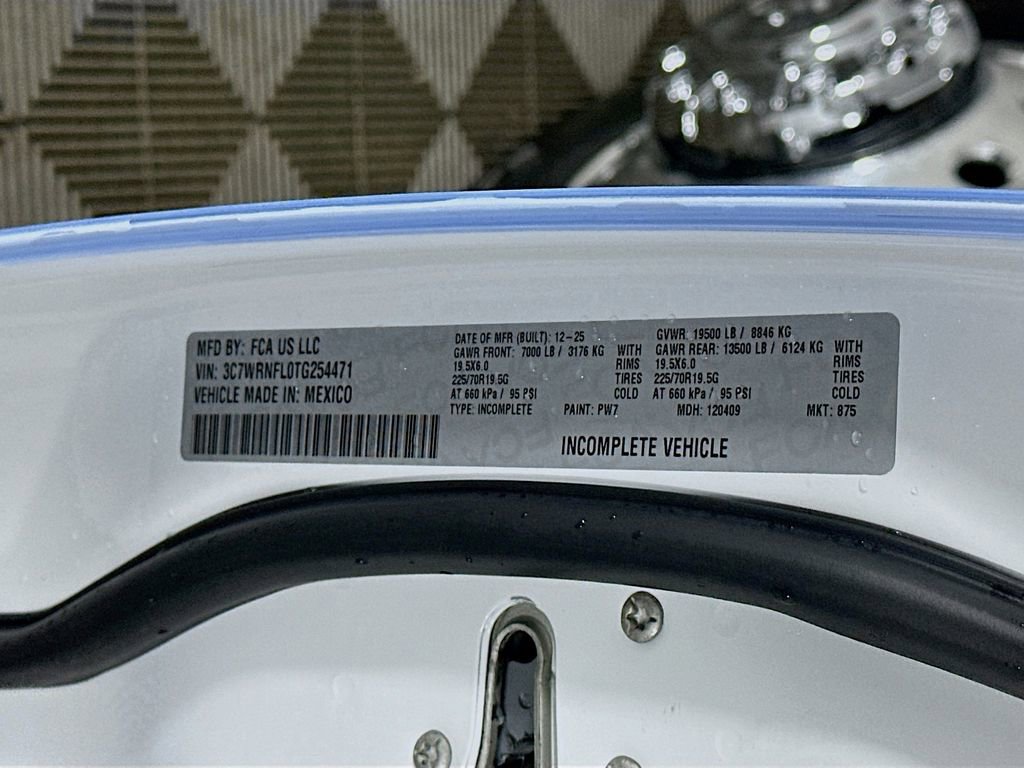 MFD BY: FCA US LLC
VIN: 3C7WRNFL0TG254471
VEHICLE MADE IN: MEXICO
DATE OF MFR (BUILT): 12-25
GAWR FRONT: 7000 LB / 3176 KG WITH
19.5X6.0 RIMS
225/70R19.5G TIRES
AT 660 kPa / 95 PSI COLD
TYPE: INCOMPLETE PAINT: PW7
GVWR: 19500 LB / 8846 KG
GAWR REAR: 13500 LB / 6124 KG WITH
19.5X6.0 RIMS
225/70R19.5G TIRES
AT 660 kPa / 95 PSI COLD
MDH: 120409 MKT: 875
INCOMPLETE VEHICLE